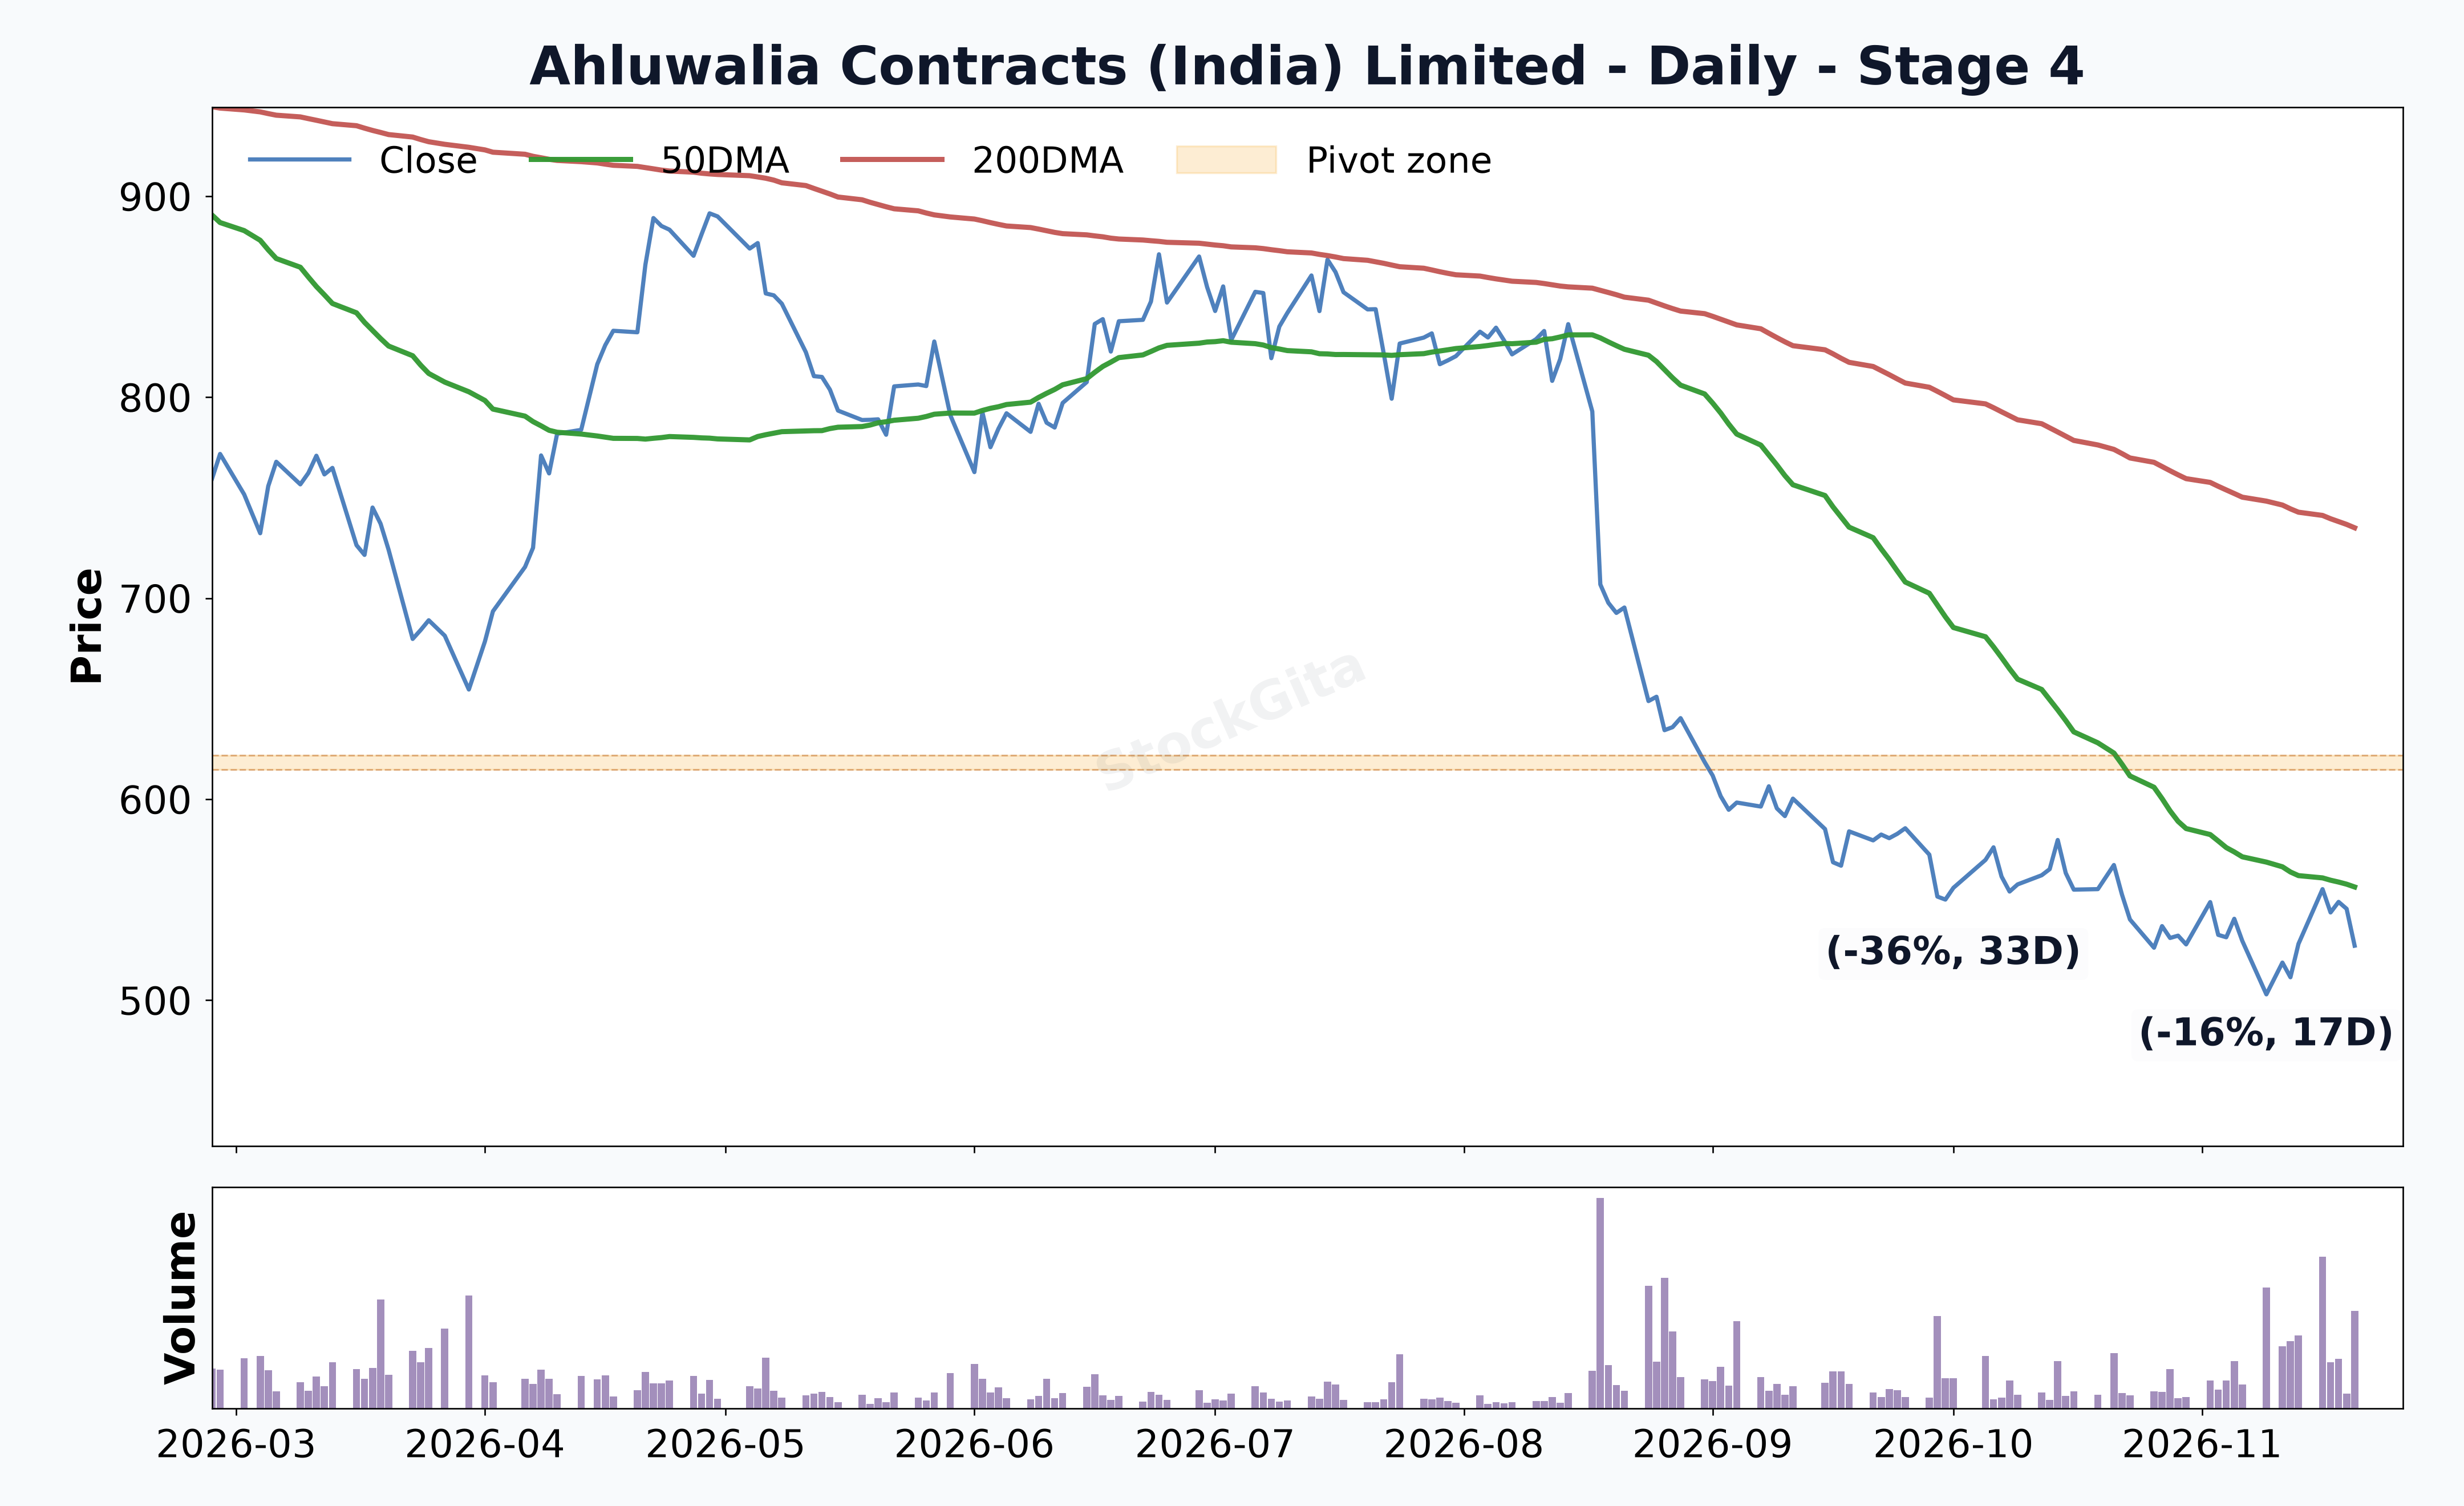 Ahluwalia Contracts (India) Limited - Daily - Stage 4
Close 50DMA 200DMA Pivot zone
900
800
700
600
500
Price
StockGita
(-36%, 33D)
(-16%, 17D)
Volume
2026-03 2026-04 2026-05 2026-06 2026-07 2026-08 2026-09 2026-10 2026-11